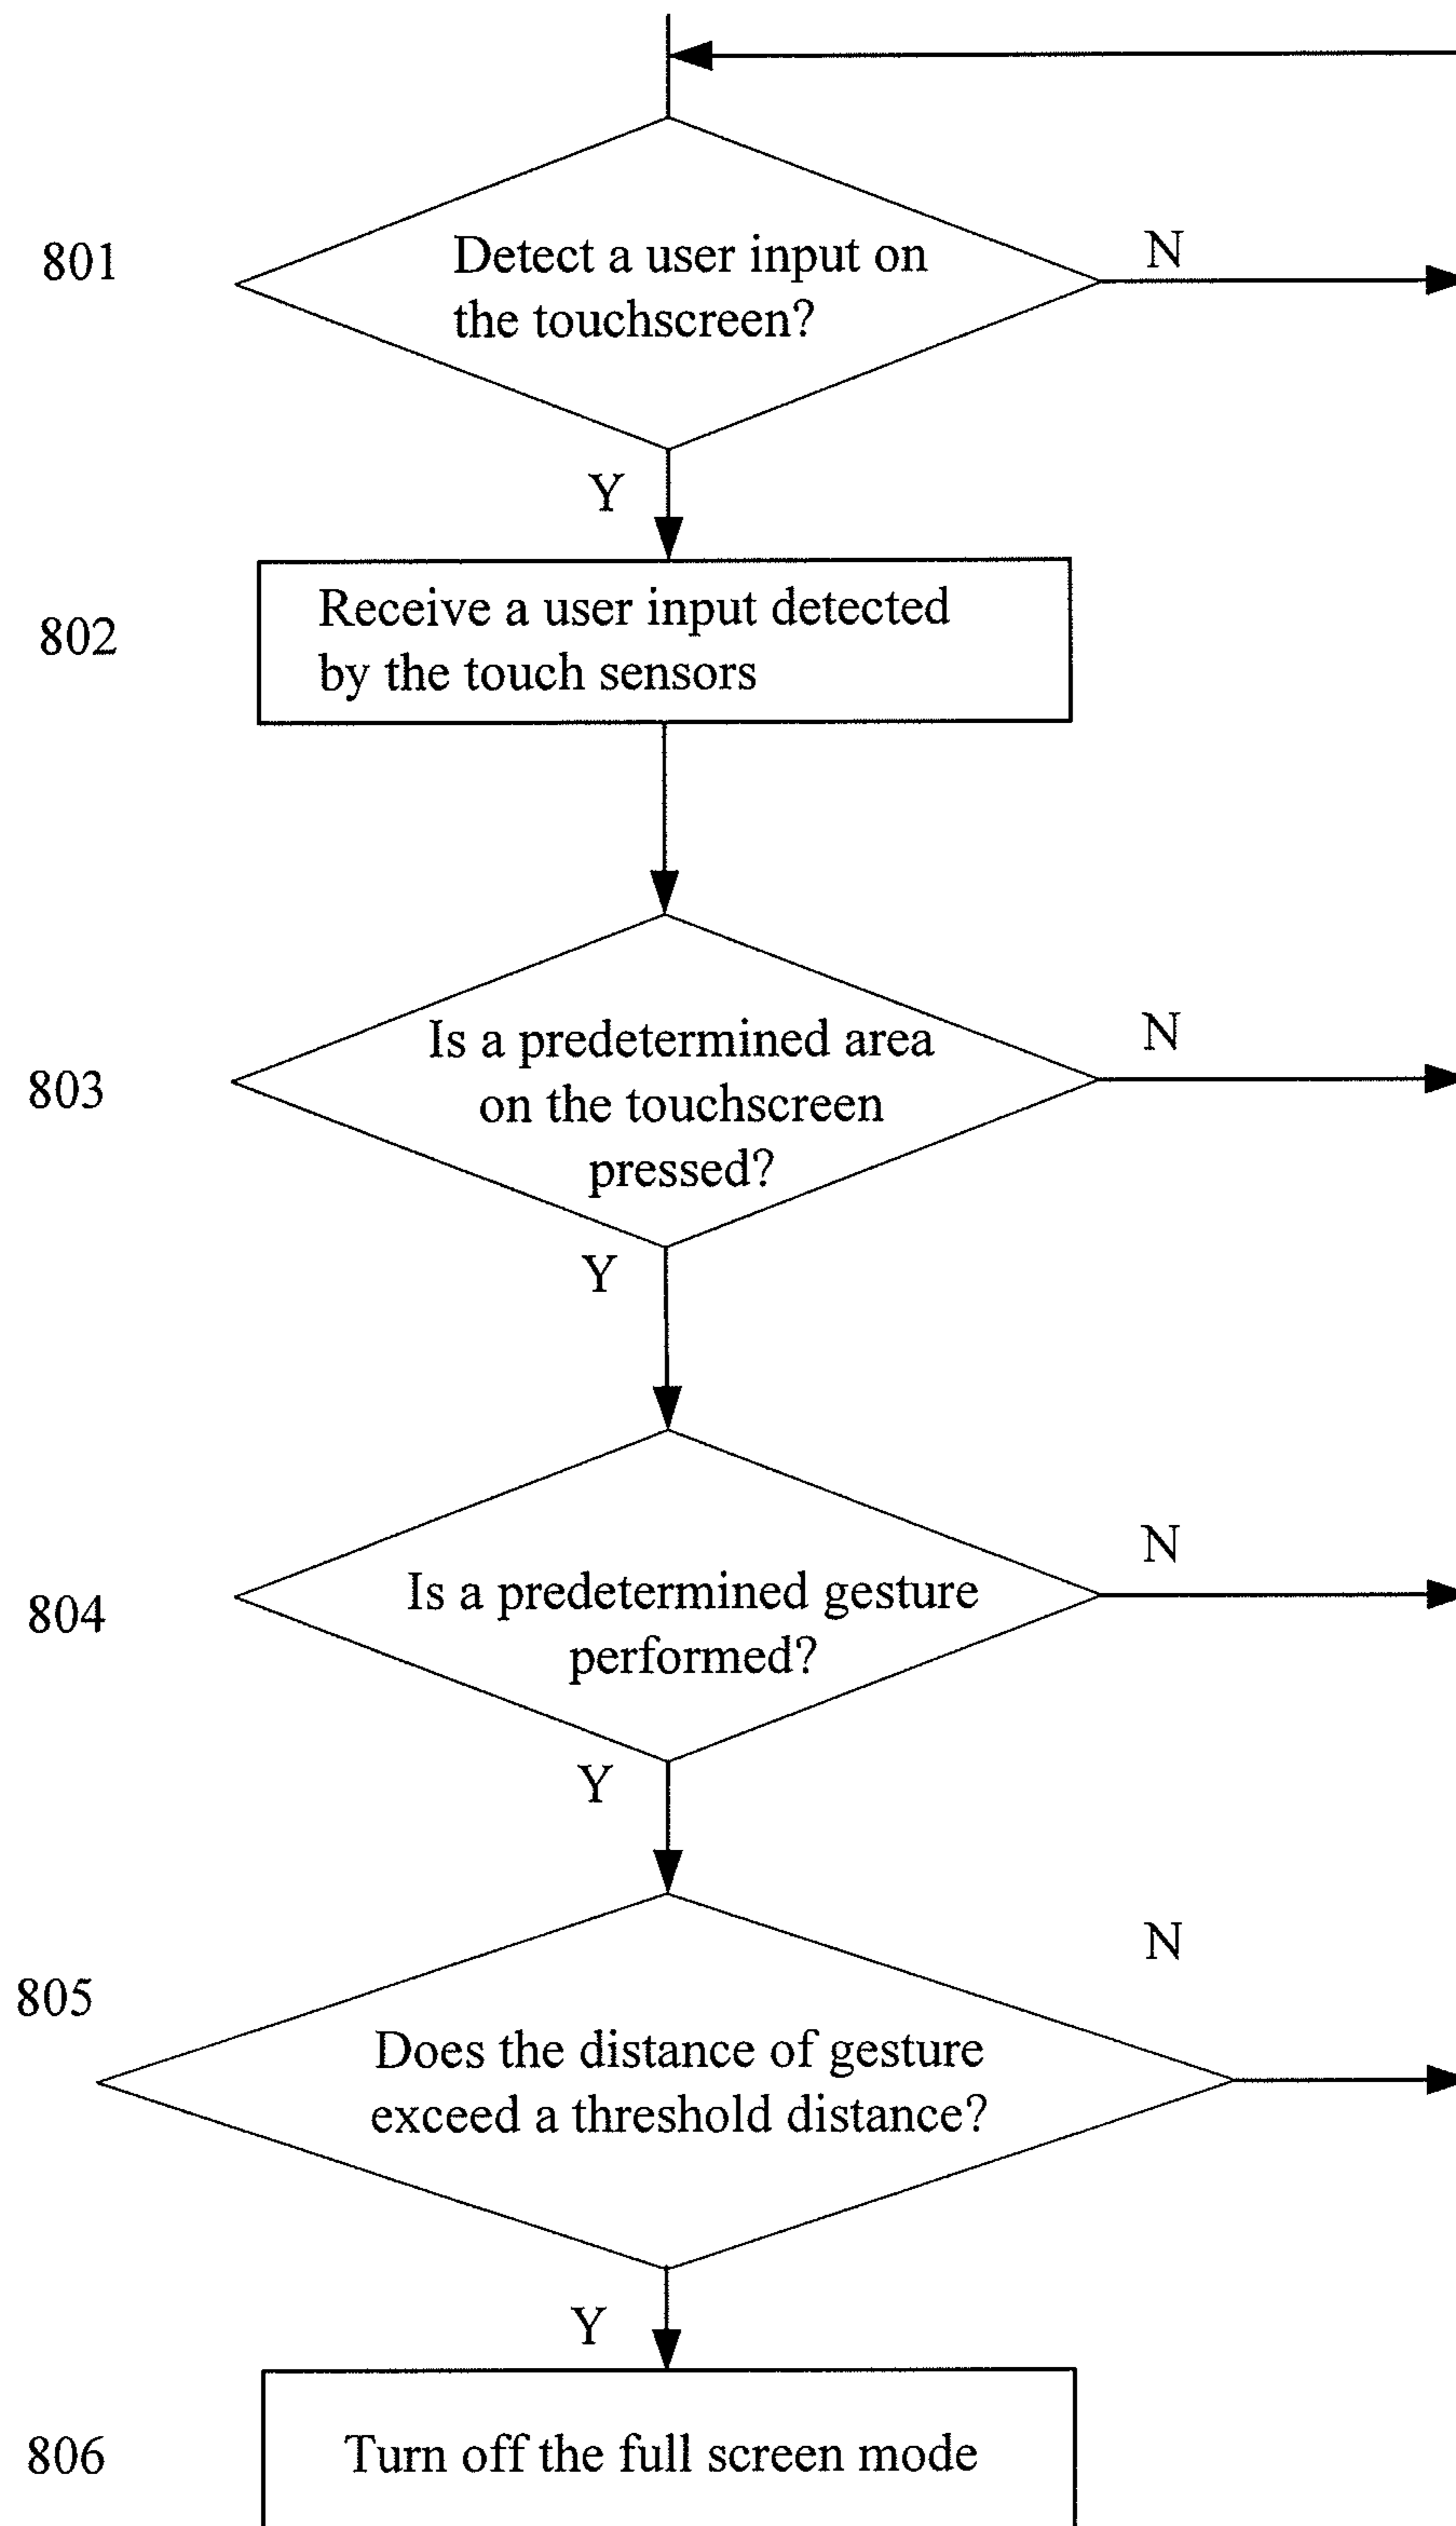 801
Detect a user input on
the touchscreen?
N
Y
802
Receive a user input detected
by the touch sensors
803
Is a predetermined area
on the touchscreen
pressed?
N
Y
804
Is a predetermined gesture
performed?
N
Y
805
Does the distance of gesture
exceed a threshold distance?
N
Y
806
Turn off the full screen mode